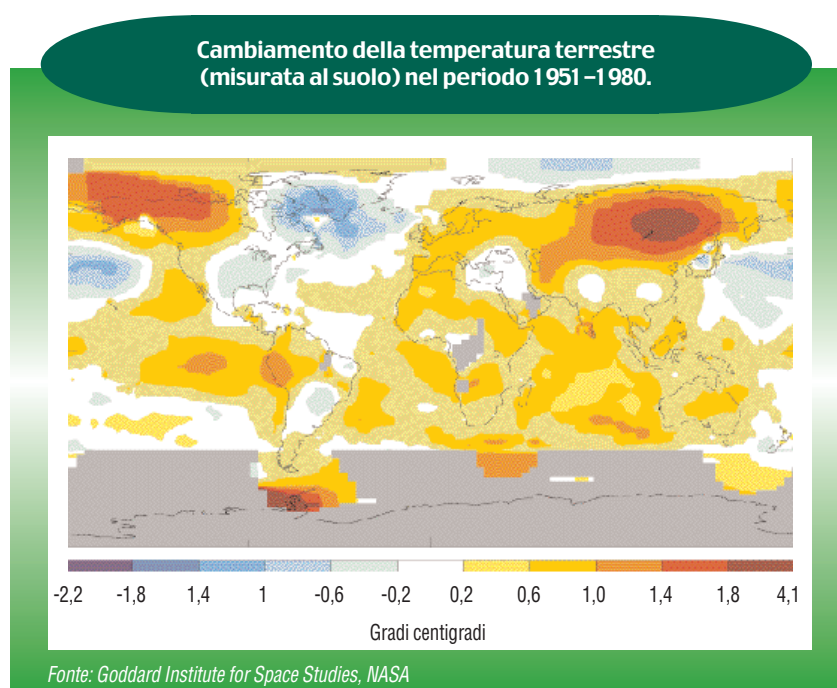 Cambiamento della temperatura terrestre
(misurata al suolo) nel periodo 1951–1980.
-2,2 -1,8 1,4 1 -0,6 -0,2 0,2 0,6 1,0 1,4 1,8 4,1
Gradi centigradi
Fonte: Goddard Institute for Space Studies, NASA